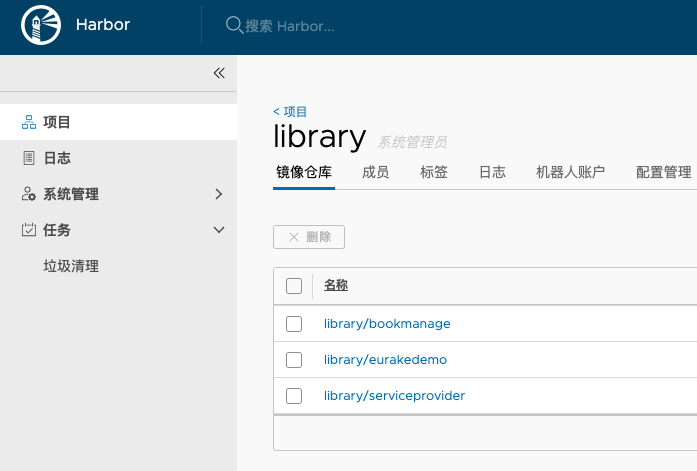 Harbor
搜索 Harbor...
项目
日志
系统管理
任务
垃圾清理
< 项目
library 系统管理员
镜像仓库 成员 标签 日志 机器人账户 配置管理
删除
名称
library/bookmanage
library/eurakedemo
library/serviceprovider